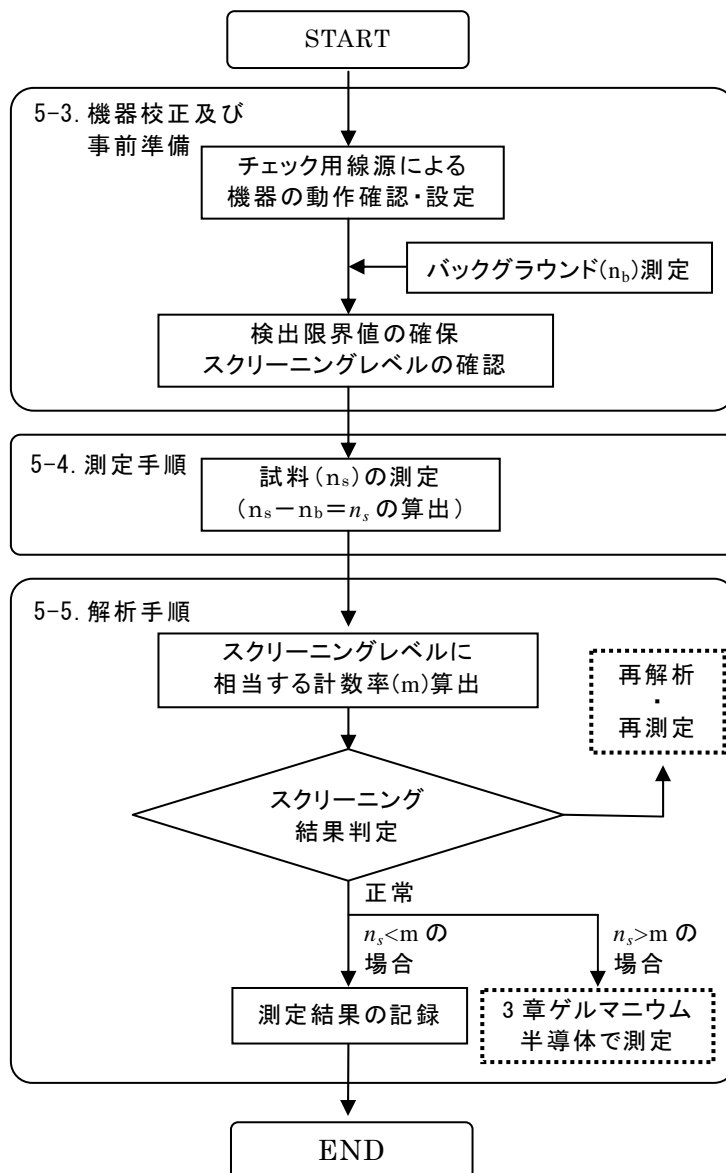 START
5-3. 機器校正及び
事前準備
チェック用線源による
機器の動作確認・設定
バックグラウンド(nb)測定
検出限界値の確保
スクリーニングレベルの確認
5-4. 測定手順
試料(ns)の測定
(ns-nb=ns の算出)
5-5. 解析手順
スクリーニングレベルに
相当する計数率(m)算出
再解析
・
再測定
スクリーニング
結果判定
正常
ns<m の
場合
ns>m の
場合
測定結果の記録
3 章ゲルマニウム
半導体で測定
END